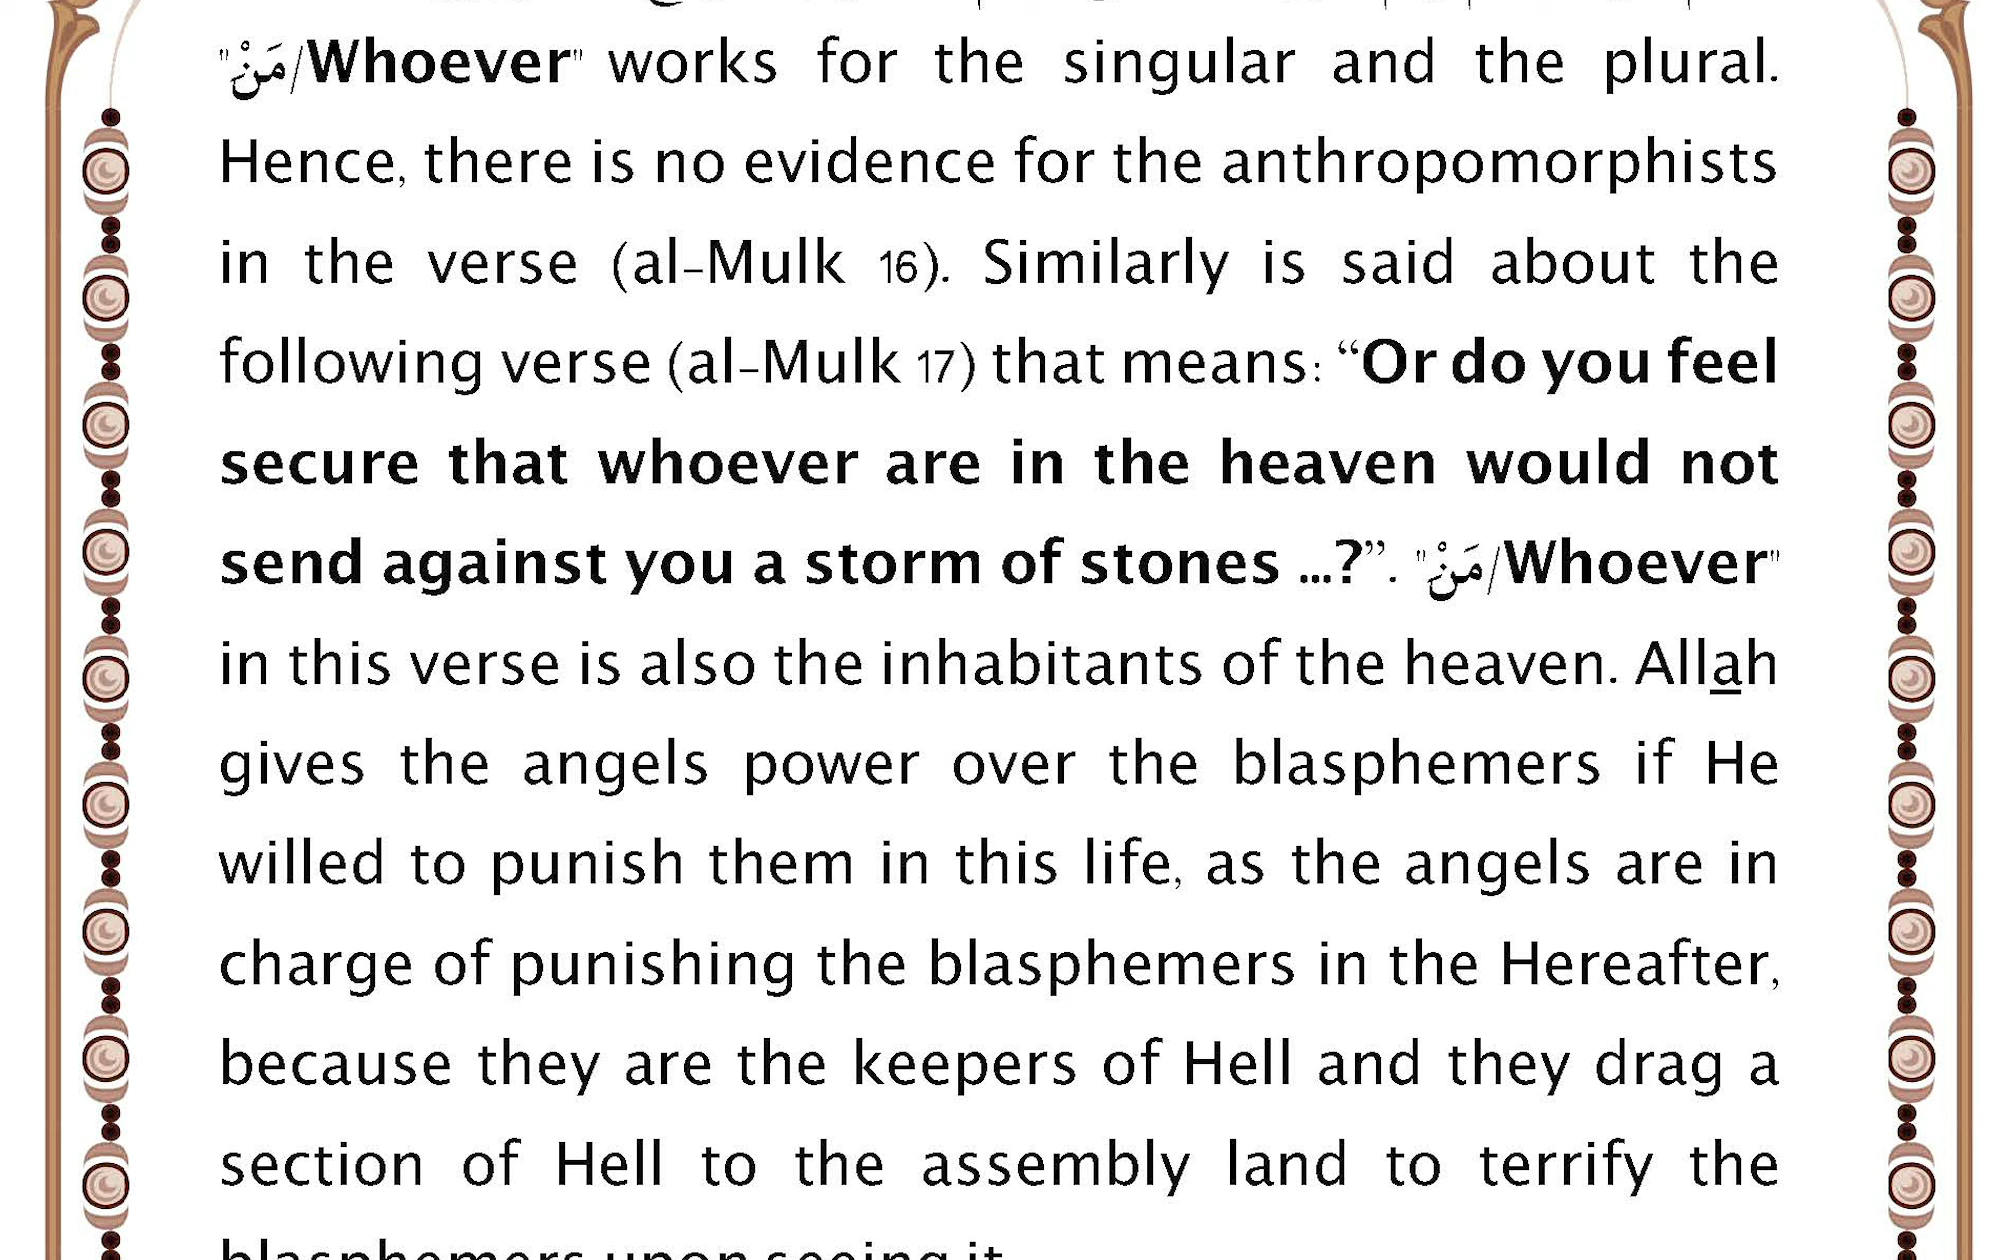 "مَنْ/Whoever" works for the singular and the plural.
Hence, there is no evidence for the anthropomorphists
in the verse (al-Mulk 16). Similarly is said about the
following verse (al-Mulk 17) that means: “Or do you feel
secure that whoever are in the heaven would not
send against you a storm of stones ...?”. "مَنْ/Whoever"
in this verse is also the inhabitants of the heaven. Allah
gives the angels power over the blasphemers if He
willed to punish them in this life, as the angels are in
charge of punishing the blasphemers in the Hereafter,
because they are the keepers of Hell and they drag a
section of Hell to the assembly land to terrify the
blasphemers upon seeing it